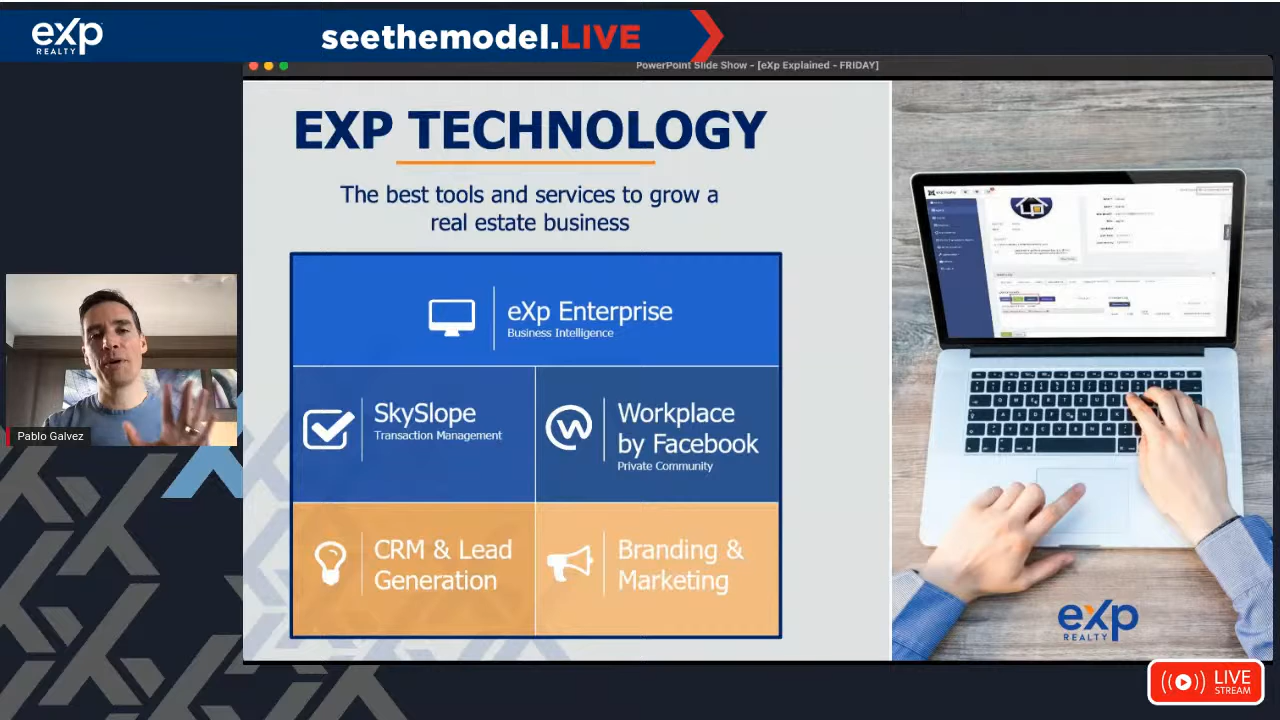 eXp
REALTY
seethemodel.LIVE
PowerPoint Slide Show - [eXp Explained - FRIDAY]
EXP TECHNOLOGY
The best tools and services to grow a
real estate business
eXp Enterprise
Business Intelligence
SkySlope
Transaction Management
Workplace
by Facebook
Private Community
CRM & Lead
Generation
Branding &
Marketing
Pablo Galvez
eXp
REALTY
LIVE
STREAM